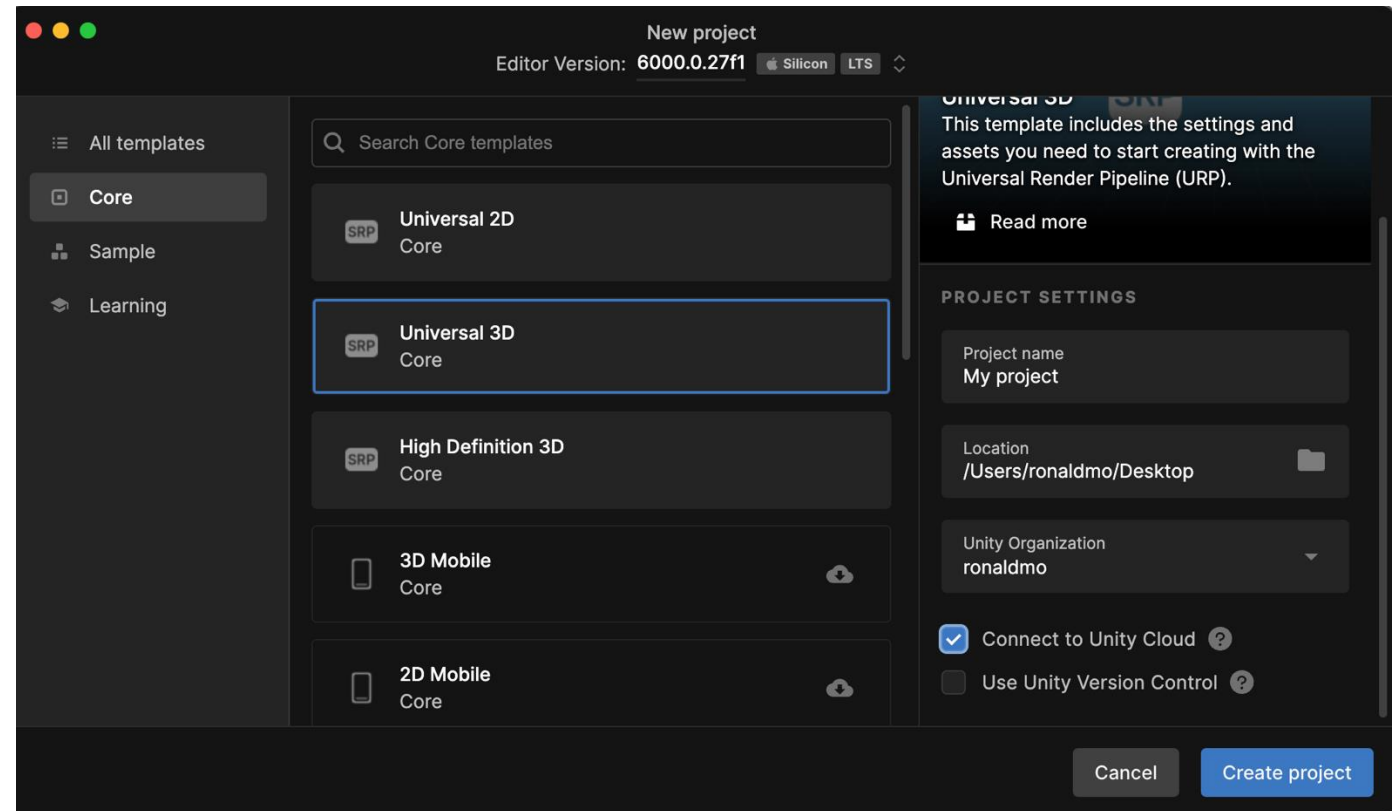 New project
Editor Version: 6000.0.27f1 Silicon LTS
All templates
Core
Sample
Learning
Search Core templates
SRP
Universal 2D
Core
SRP
Universal 3D
Core
SRP
High Definition 3D
Core
3D Mobile
Core
2D Mobile
Core
Universal 3D
SRP
This template includes the settings and
assets you need to start creating with the
Universal Render Pipeline (URP).
Read more
PROJECT SETTINGS
Project name
My project
Location
/Users/ronaldmo/Desktop
Unity Organization
ronaldmo
Connect to Unity Cloud ?
Use Unity Version Control ?
Cancel
Create project